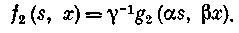 f₂ (s, x) = γ⁻¹g₂ (αs, βx).